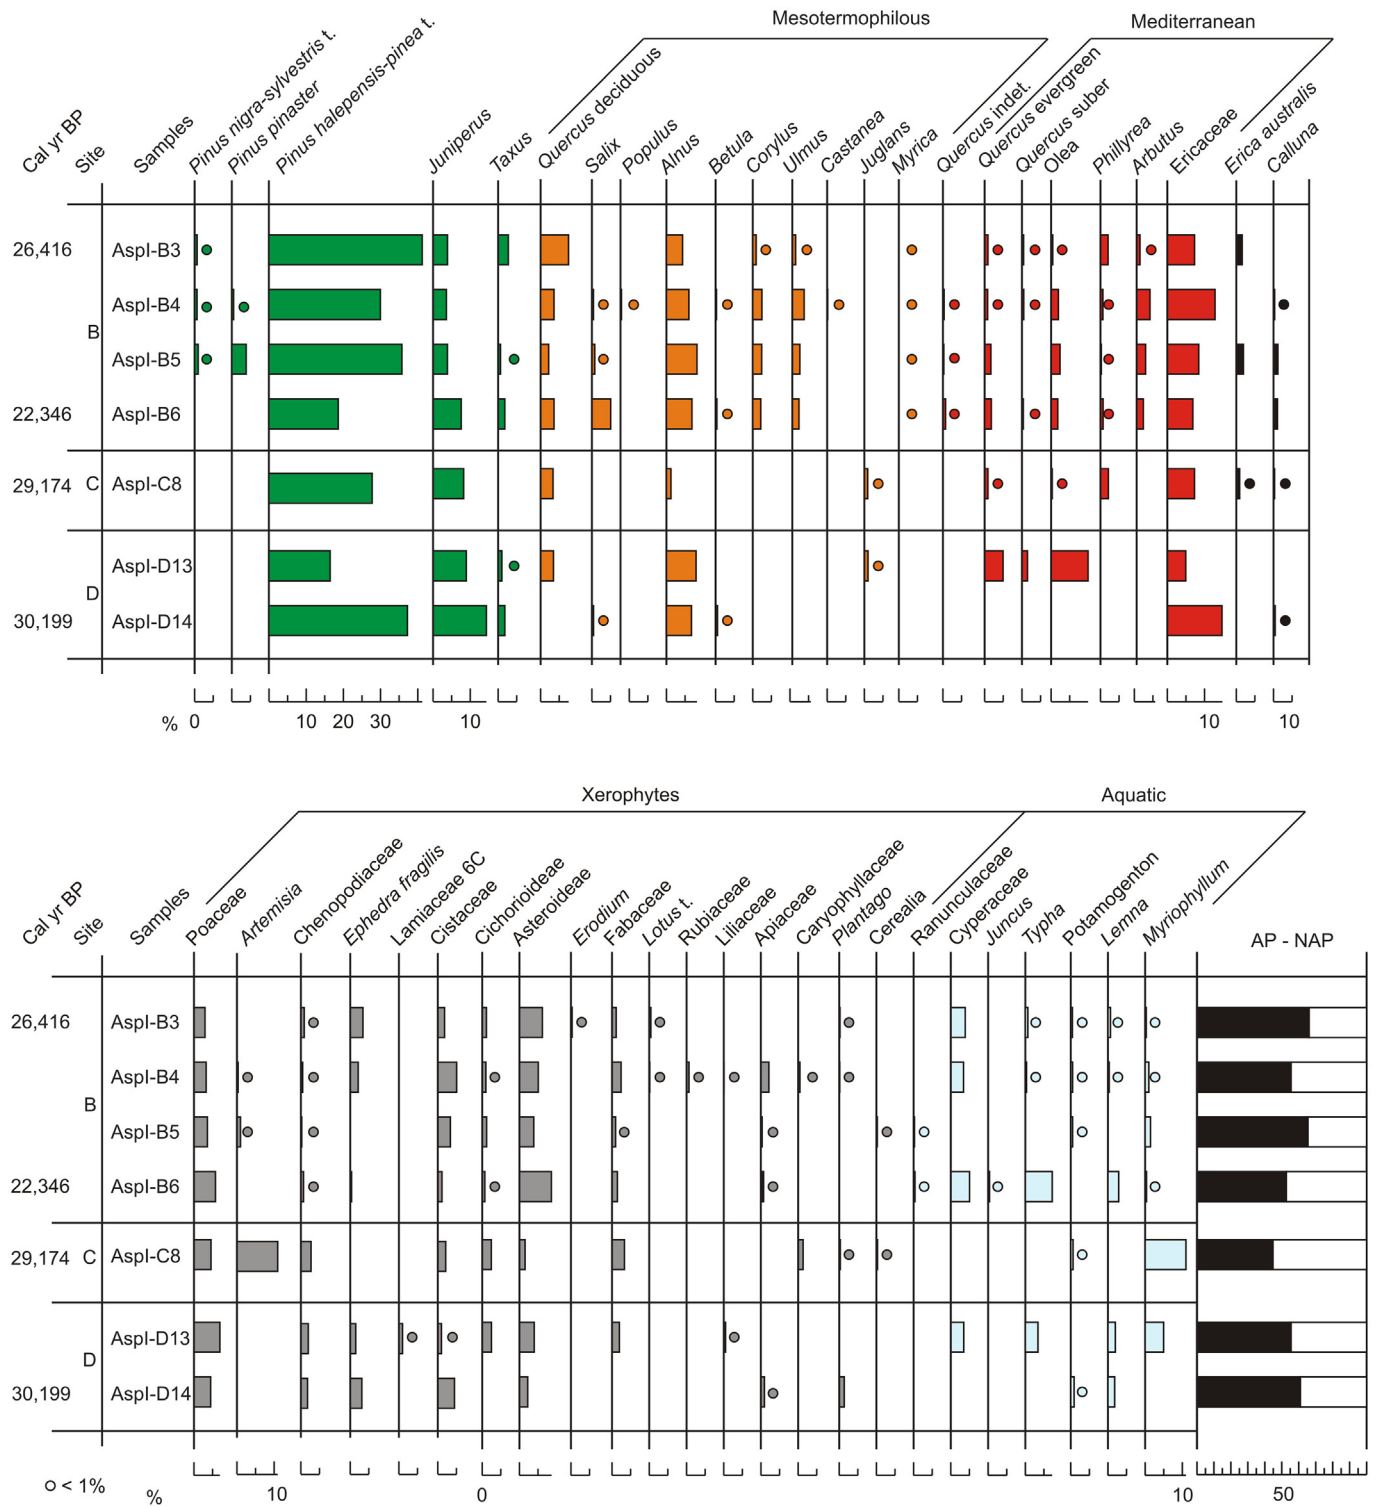 Mesotermophilous
Mediterranean
Cal yr BP
Site
Samples
Pinus nigra-sylvestris t.
Pinus pinaster
Pinus halepensis-pinea t.
Juniperus
Taxus
Quercus deciduous
Salix
Populus
Alnus
Betula
Corylus
Ulmus
Castanea
Juglans
Myrica
Quercus indet.
Quercus evergreen
Quercus suber
Olea
Phillyrea
Arbutus
Ericaceae
Erica australis
Calluna
26,416 AspI-B3
AspI-B4
B
AspI-B5
22,346 AspI-B6
29,174 C AspI-C8
AspI-D13
D
30,199 AspI-D14
% 0 10 20 30 10 10 10
Xerophytes
Aquatic
Cal yr BP
Site
Samples
Poaceae
Artemisia
Chenopodiaceae
Ephedra fragilis
Lamiaceae 6C
Cistaceae
Cichorioideae
Asteroideae
Erodium
Fabaceae
Lotus t.
Rubiaceae
Liliaceae
Apiaceae
Caryophyllaceae
Plantago
Cerealia
Ranunculaceae
Cyperaceae
Juncus
Typha
Potamogenton
Lemna
Myriophyllum
AP - NAP
26,416 AspI-B3
AspI-B4
B
AspI-B5
22,346 AspI-B6
29,174 C AspI-C8
AspI-D13
D
30,199 AspI-D14
< 1% % 10 0 10 50